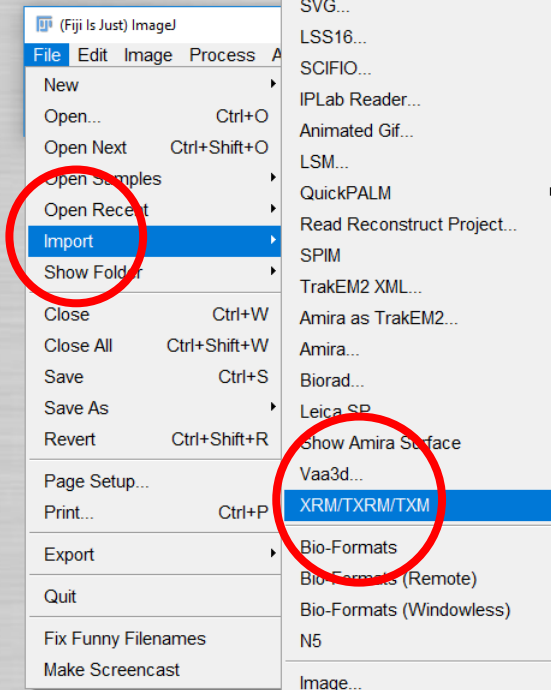 (Fiji Is Just) ImageJ
File Edit Image Process A
New
Open... Ctrl+O
Open Next Ctrl+Shift+O
Open Samples
Open Recent
Import
Show Folder
Close Ctrl+W
Close All Ctrl+Shift+W
Save Ctrl+S
Save As
Revert Ctrl+Shift+R
Page Setup...
Print... Ctrl+P
Export
Quit
Fix Funny Filenames
Make Screencast
SVG...
LSS16...
SCIFIO...
IPLab Reader...
Animated Gif...
LSM...
QuickPALM
Read Reconstruct Project...
SPIM
TrakEM2 XML...
Amira as TrakEM2...
Amira...
Biorad...
Leica SP
Show Amira Surface
Vaa3d...
XRM/TXRM/TXM
Bio-Formats
Bio-Formats (Remote)
Bio-Formats (Windowless)
N5
Image...